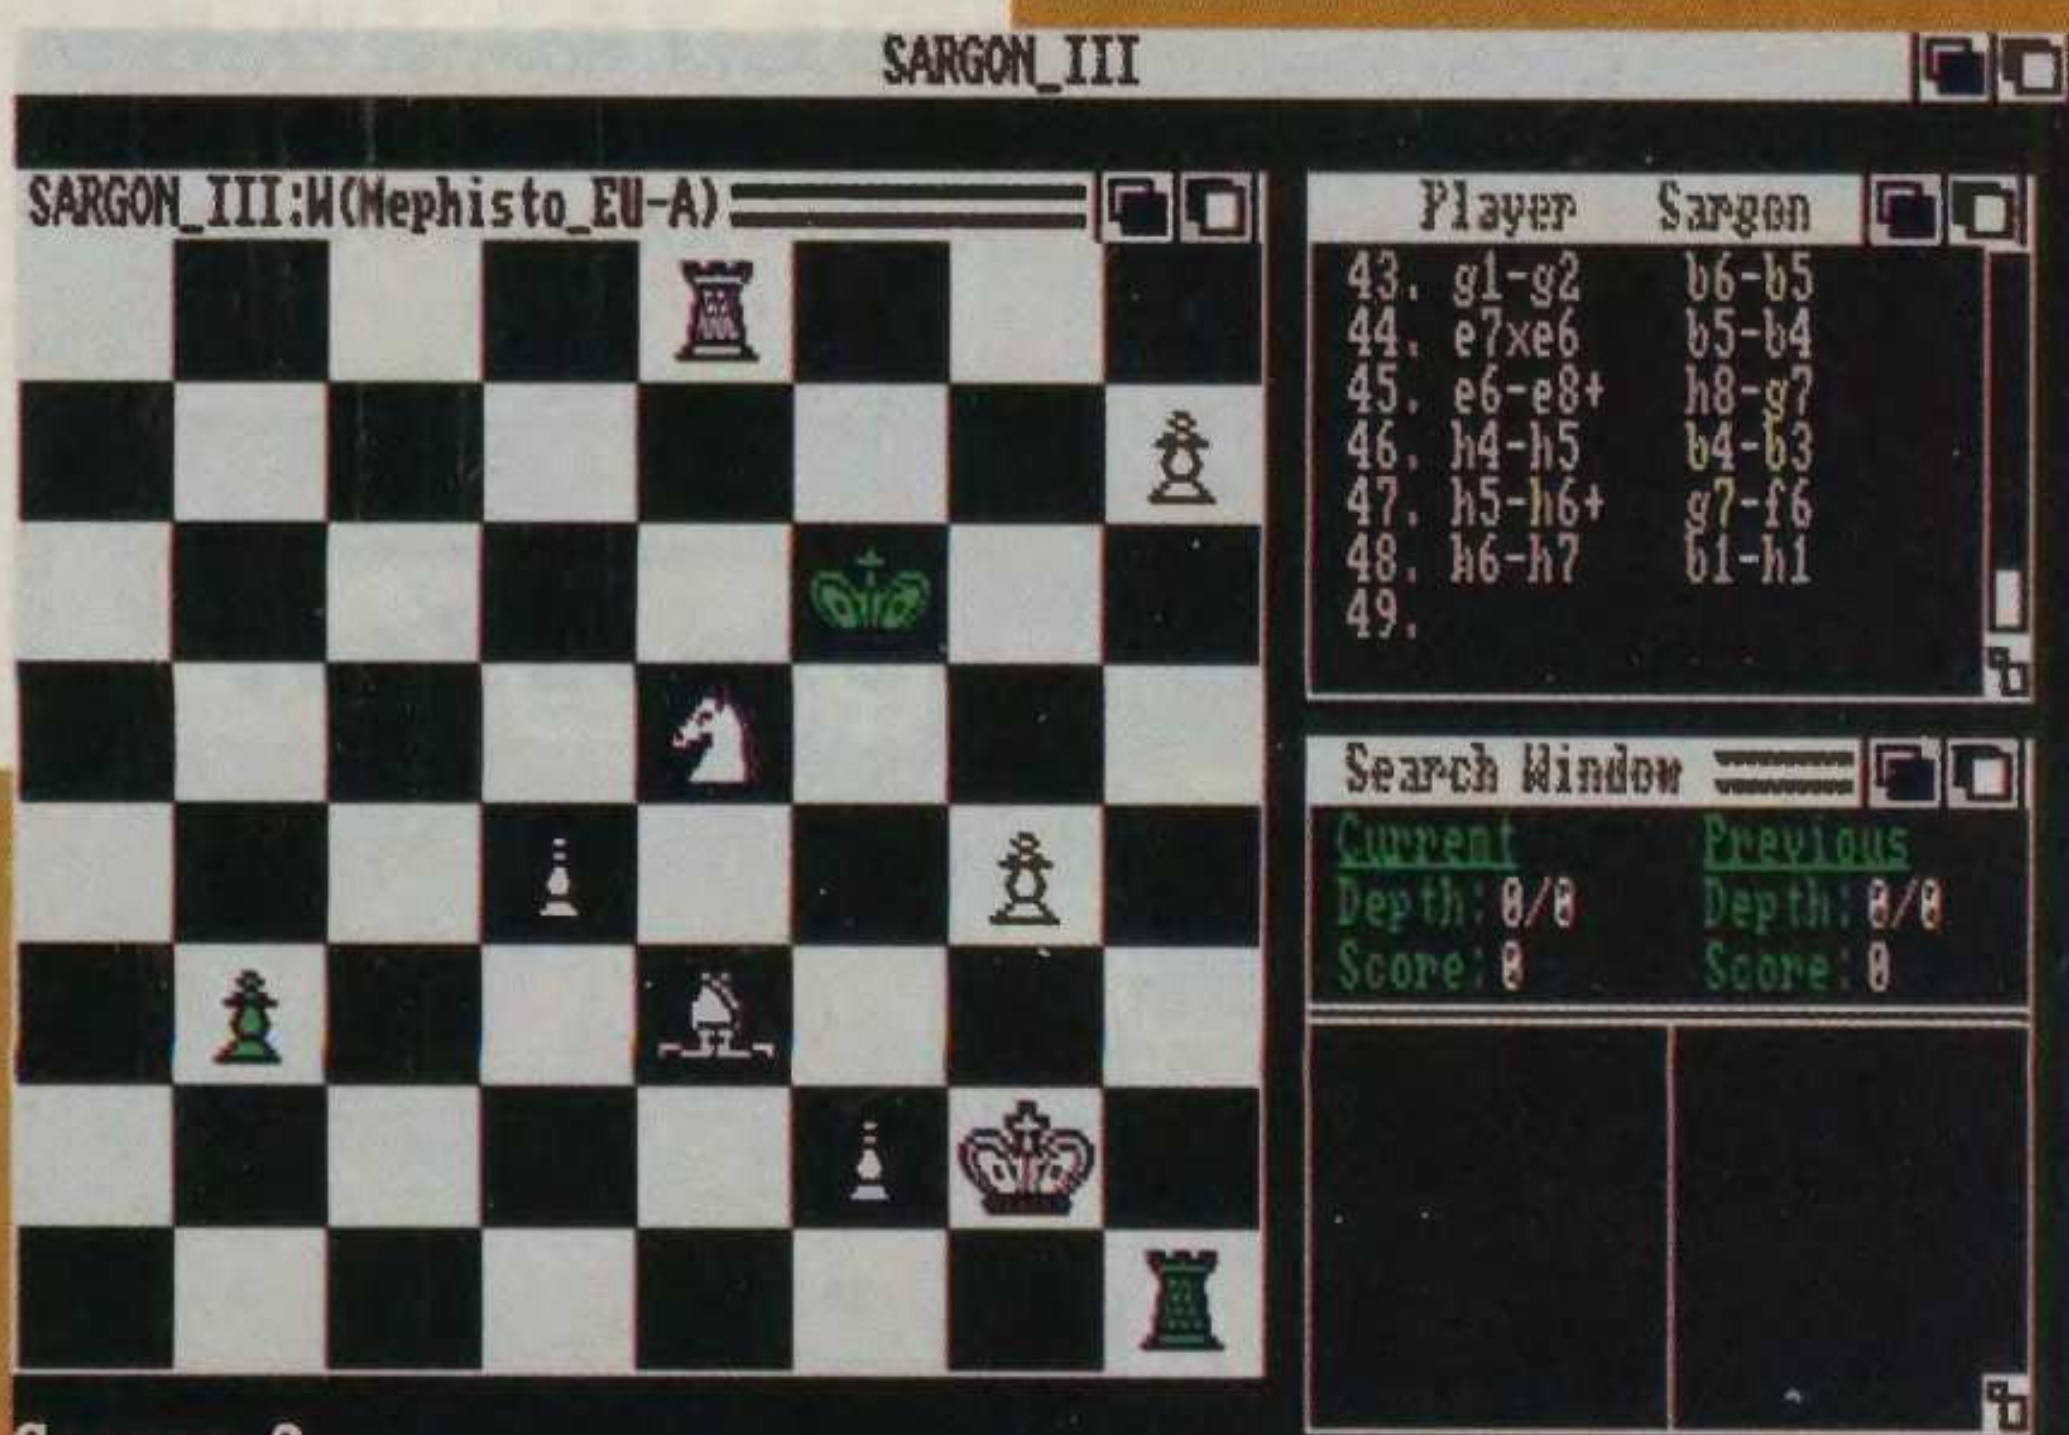 SARGON_III
SARGON_III:W(Mephisto_EU-A)
Player Sargon
43. g1-g2 b6-b5
44. e7xe6 b5-b4
45. e6-e8+ h8-g7
46. h4-h5 b4-b3
47. h5-h6+ g7-f6
48. h6-h7 b1-h1
49.
Search Window
Current Previous
Depth:0/0 Depth:0/0
Score:0 Score:0